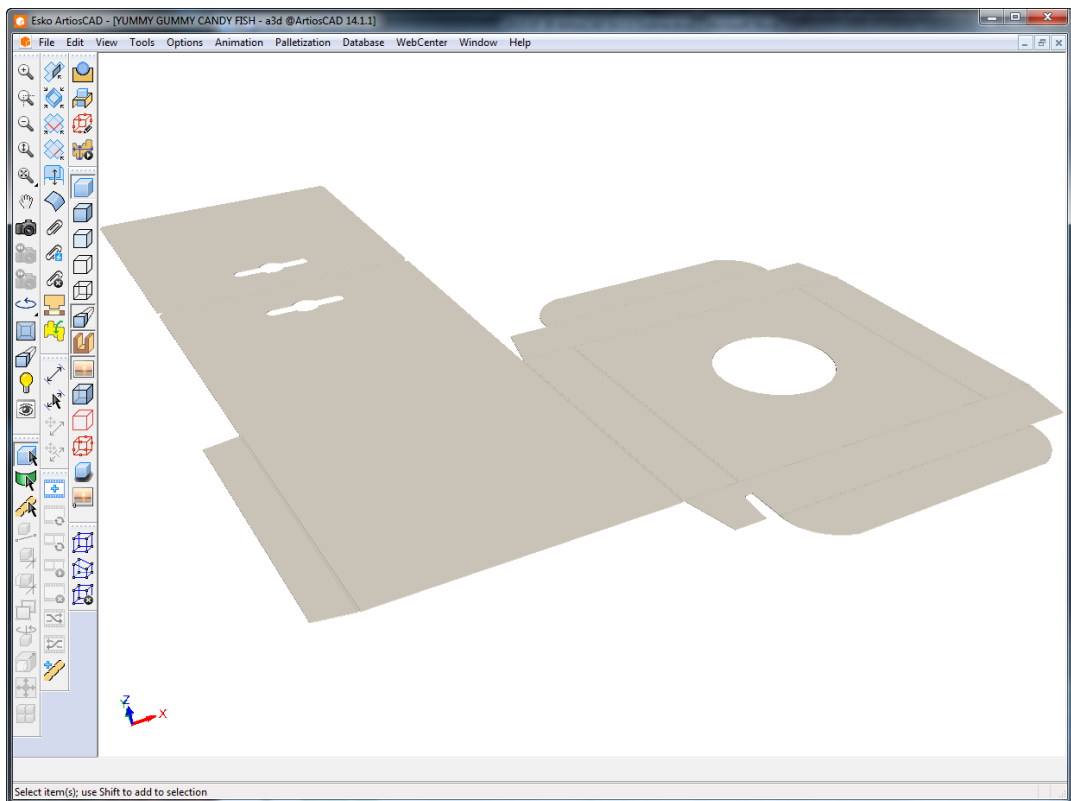 Esko ArtiosCAD - [YUMMY GUMMY CANDY FISH - a3d @ArtiosCAD 14.1.1]
File Edit View Tools Options Animation Palletization Database WebCenter Window Help
Z
X
Select item(s); use Shift to add to selection